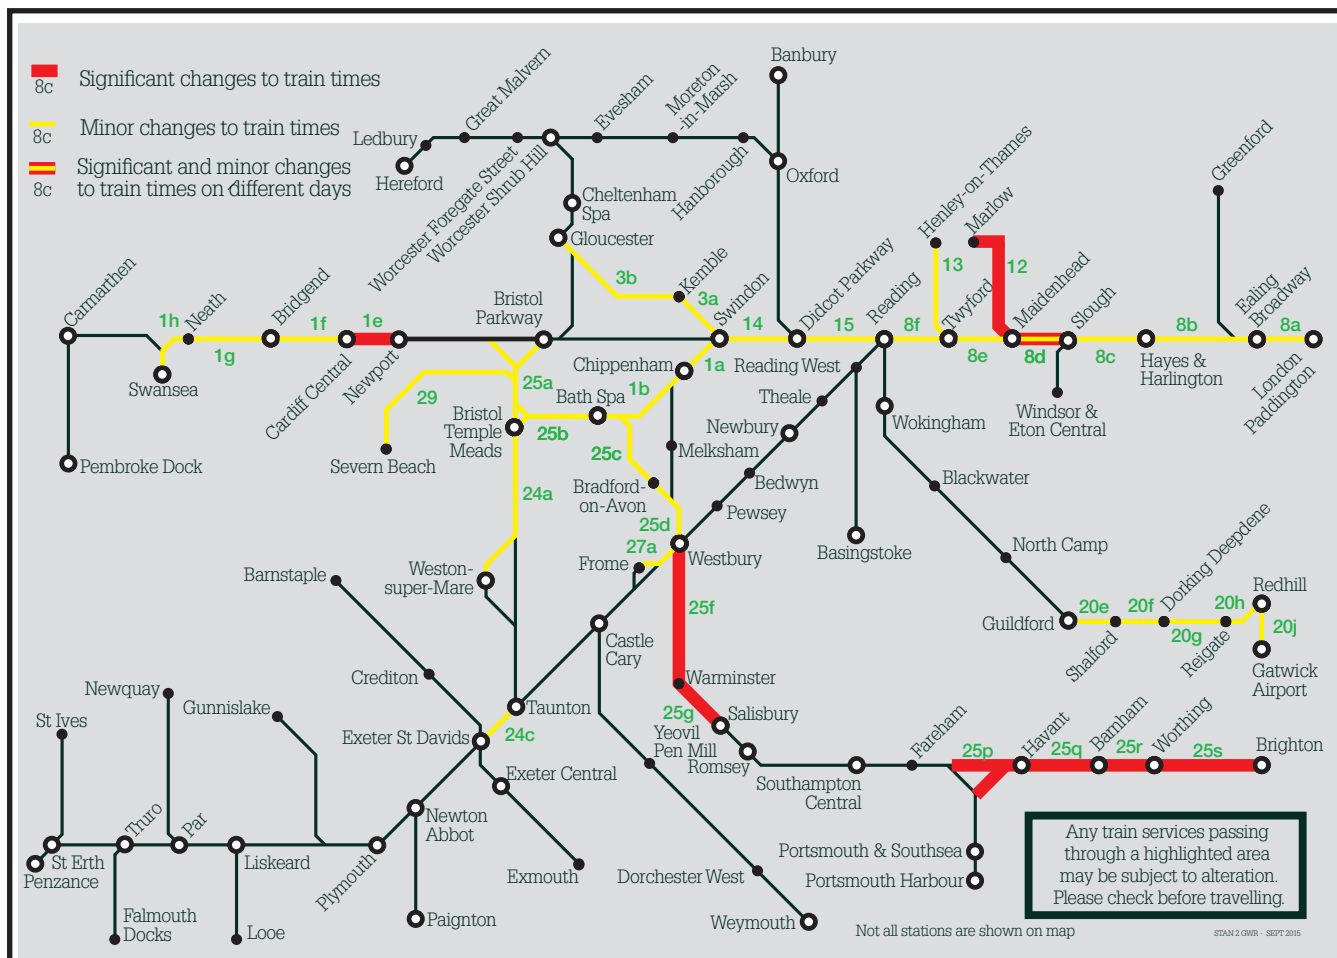 8c
Significant changes to train times
8c
Minor changes to train times
8c
Significant and minor changes
to train times on different days
Ledbury
Great Malvern
Hereford
Worcester Foregate Street
Worcester Shrub Hill
Evesham
Moreton
-in-Marsh
Hanborough
Banbury
Oxford
Cheltenham
Spa
Gloucester
3b
Kemble
3a
Swindon
14
Didcot Parkway
15
Reading
8f
Henley-on-Thames
13
Twyford
8e
Marlow
12
Maidenhead
8d
Slough
8c
Windsor &
Eton Central
Hayes &
Harlington
8b
Greenford
Ealing
Broadway
8a
London
Paddington
Carmarthen
1h
Neath
1g
Swansea
Bridgend
1f
Cardiff Central
1e
Newport
Bristol
Parkway
Pembroke Dock
29
25a
Severn Beach
Bristol
Temple
Meads
25b
Bath Spa
1b
Chippenham
1a
25c
Melksham
Bradford-
on-Avon
25d
Reading West
Theale
Newbury
Bedwyn
Pewsey
Westbury
Basingstoke
Wokingham
Blackwater
North Camp
Guildford
20e
Shalford
20f
Dorking Deepdene
20g
Reigate
20h
Redhill
20j
Gatwick
Airport
24a
Weston-
super-Mare
27a
Frome
25f
Castle
Cary
Warminster
25g
Salisbury
Yeovil
Pen Mill
Romsey
Southampton
Central
Fareham
25p
Havant
25q
Barnham
25r
Worthing
25s
Brighton
Portsmouth & Southsea
Portsmouth Harbour
Barnstaple
Crediton
Taunton
24c
Exeter St Davids
Exeter Central
Exmouth
Newton
Abbot
Paignton
Dorchester West
Weymouth
Newquay
St Ives
Gunnislake
Truro
Par
Liskeard
Plymouth
St Erth
Penzance
Falmouth
Docks
Looe
Any train services passing
through a highlighted area
may be subject to alteration.
Please check before travelling.
Not all stations are shown on map
STAN 2 GWR - SEPT 2015